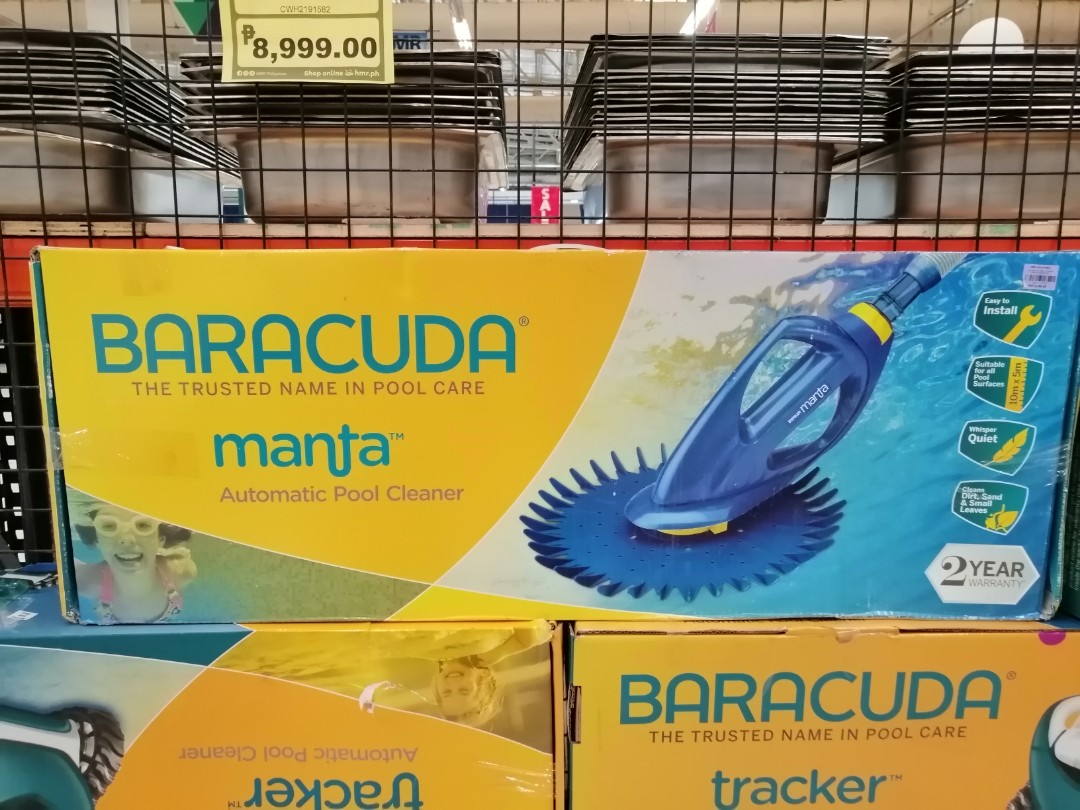 CWH2191582
₱8,999.00
Shop online hmr.ph
SALE
BARACUDA®
THE TRUSTED NAME IN POOL CARE
manta™
Automatic Pool Cleaner
manta
Easy to
Install
Suitable
for all
Pool
Surfaces
10m x 5m
Whisper
Quiet
Cleans
Dirt, Sand
& Small
Leaves
2 YEAR
WARRANTY
Automatic Pool Cleaner
tracker™
BARACUDA®
THE TRUSTED NAME IN POOL CARE
tracker™